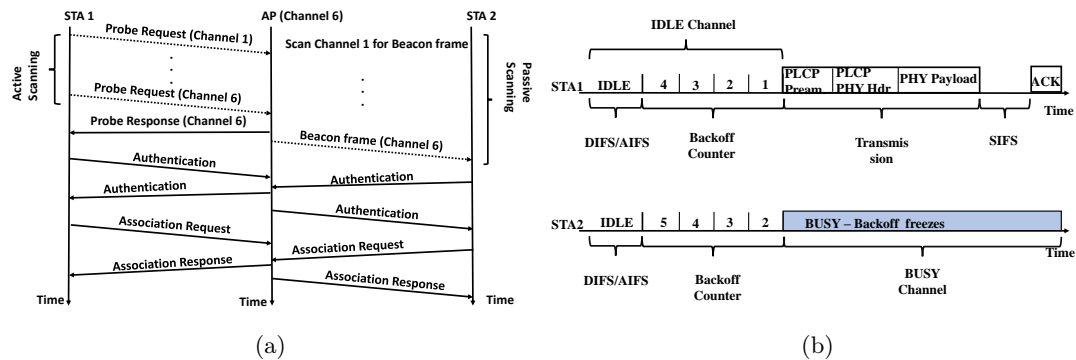 STA 1
AP (Channel 6)
STA 2
Probe Request (Channel 1)
Scan Channel 1 for Beacon frame
Active
Scanning
Passive
Scanning
Probe Request (Channel 6)
Probe Response (Channel 6)
Beacon frame (Channel 6)
Authentication
Authentication
Authentication
Authentication
Association Request
Association Request
Association Response
Association Response
Time
Time
Time
(a)
IDLE Channel
STA1
IDLE
4
3
2
1
PLCP
Pream
PLCP
PHY Hdr
PHY Payload
ACK
Time
DIFS/AIFS
Backoff
Counter
Transmis
sion
SIFS
STA2
IDLE
5
4
3
2
BUSY – Backoff freezes
Time
DIFS/AIFS
Backoff
Counter
BUSY
Channel
(b)